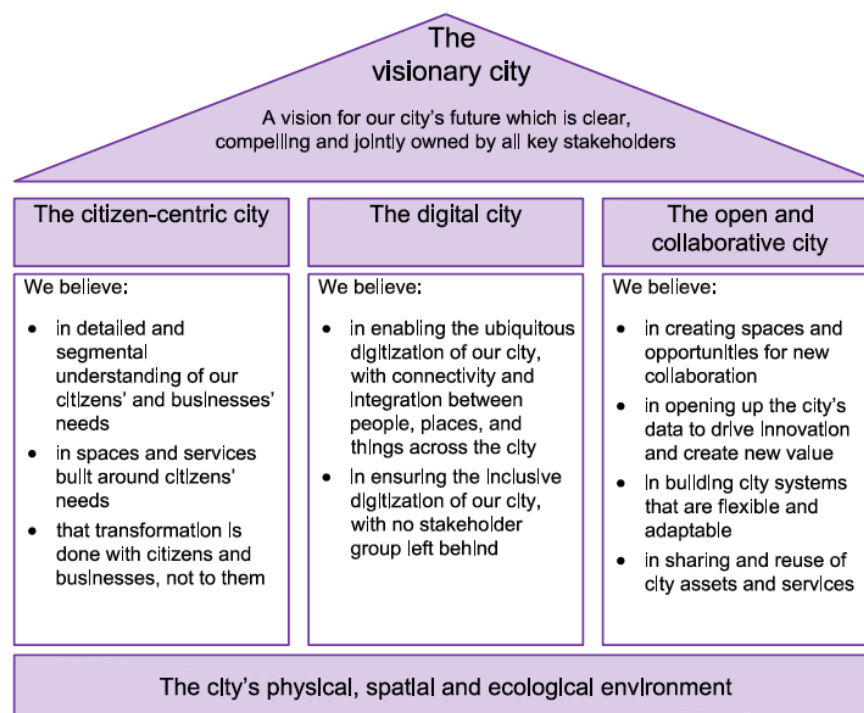 The
visionary city
A vision for our city's future which is clear,
compelling and jointly owned by all key stakeholders
The citizen-centric city
We believe:
• in detailed and
segmental
understanding of our
citizens' and businesses'
needs
• in spaces and services
built around citizens'
needs
• that transformation is
done with citizens and
businesses, not to them
The digital city
We believe:
• in enabling the ubiquitous
digitization of our city,
with connectivity and
integration between
people, places, and
things across the city
• in ensuring the inclusive
digitization of our city,
with no stakeholder
group left behind
The open and
collaborative city
We believe:
• in creating spaces and
opportunities for new
collaboration
• in opening up the city's
data to drive innovation
and create new value
• in building city systems
that are flexible and
adaptable
• in sharing and reuse of
city assets and services
The city's physical, spatial and ecological environment